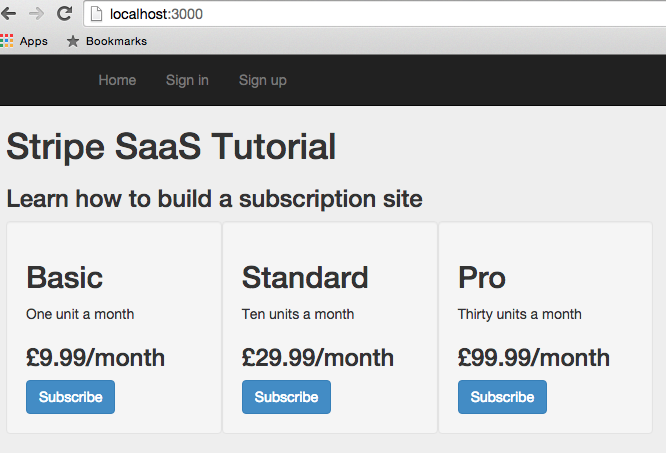 localhost:3000
Apps Bookmarks
Home Sign in Sign up
Stripe SaaS Tutorial
Learn how to build a subscription site
Basic
One unit a month
£9.99/month
Subscribe
Standard
Ten units a month
£29.99/month
Subscribe
Pro
Thirty units a month
£99.99/month
Subscribe